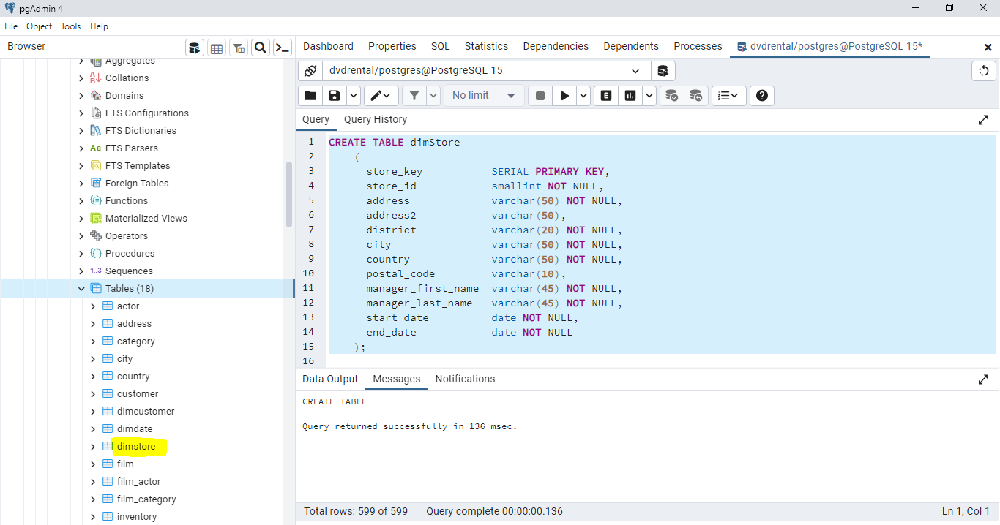 pgAdmin 4
File Object Tools Help
Browser
Dashboard Properties SQL Statistics Dependencies Dependents Processes dvdrental/postgres@PostgreSQL 15*
dvdrental/postgres@PostgreSQL 15
No limit
Query Query History
Aggregates
Collations
Domains
FTS Configurations
FTS Dictionaries
Aa FTS Parsers
FTS Templates
Foreign Tables
Functions
Materialized Views
Operators
Procedures
1..3 Sequences
Tables (18)
actor
address
category
city
country
customer
dimcustomer
dimdate
dimstore
film
film_actor
film_category
inventory
1 CREATE TABLE dimStore
2 (
3 store_key SERIAL PRIMARY KEY,
4 store_id smallint NOT NULL,
5 address varchar(50) NOT NULL,
6 address2 varchar(50),
7 district varchar(20) NOT NULL,
8 city varchar(50) NOT NULL,
9 country varchar(50) NOT NULL,
10 postal_code varchar(10),
11 manager_first_name varchar(45) NOT NULL,
12 manager_last_name varchar(45) NOT NULL,
13 start_date date NOT NULL,
14 end_date date NOT NULL
15 );
16
Data Output Messages Notifications
CREATE TABLE
Query returned successfully in 136 msec.
Total rows: 599 of 599 Query complete 00:00:00.136 Ln 1, Col 1